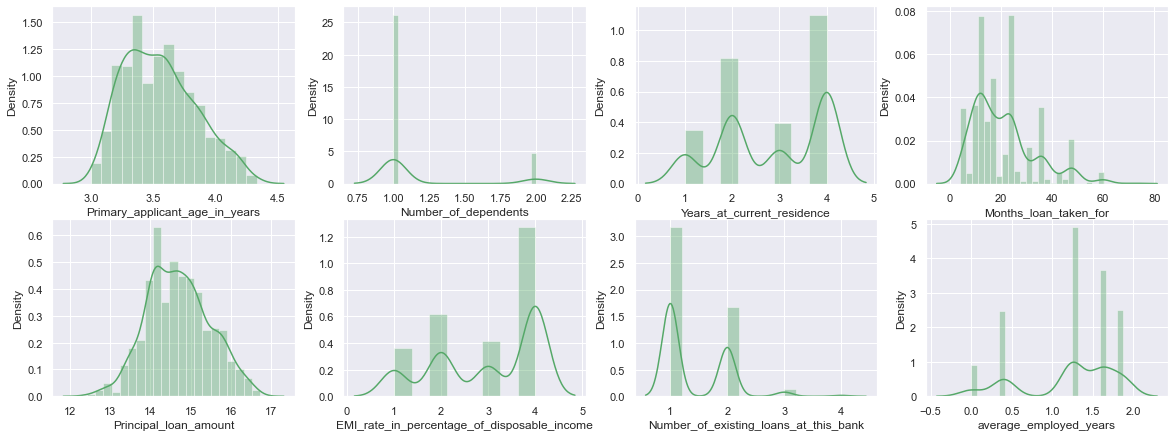 Density
1.50
1.25
1.00
0.75
0.50
0.25
0.00
3.0 3.5 4.0 4.5
Primary_applicant_age_in_years
Density
25
20
15
10
5
0
0.75 1.00 1.25 1.50 1.75 2.00 2.25
Number_of_dependents
Density
1.0
0.8
0.6
0.4
0.2
0.0
0 1 2 3 4 5
Years_at_current_residence
Density
0.08
0.06
0.04
0.02
0.00
0 20 40 60 80
Months_loan_taken_for
Density
0.6
0.5
0.4
0.3
0.2
0.1
0.0
12 13 14 15 16 17
Principal_loan_amount
Density
1.2
1.0
0.8
0.6
0.4
0.2
0.0
0 1 2 3 4 5
EMI_rate_in_percentage_of_disposable_income
Density
3.0
2.5
2.0
1.5
1.0
0.5
0.0
1 2 3 4
Number_of_existing_loans_at_this_bank
Density
5
4
3
2
1
0
-0.5 0.0 0.5 1.0 1.5 2.0
average_employed_years